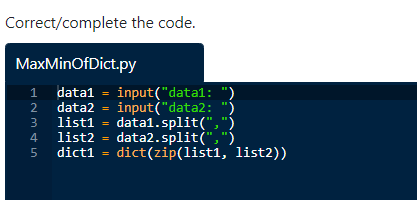 Correct/complete the code.
MaxMinOfDict.py
1 data1 = input("data1: ")
2 data2 = input("data2: ")
3 list1 = data1.split(",")
4 list2 = data2.split(",")
5 dict1 = dict(zip(list1, list2))